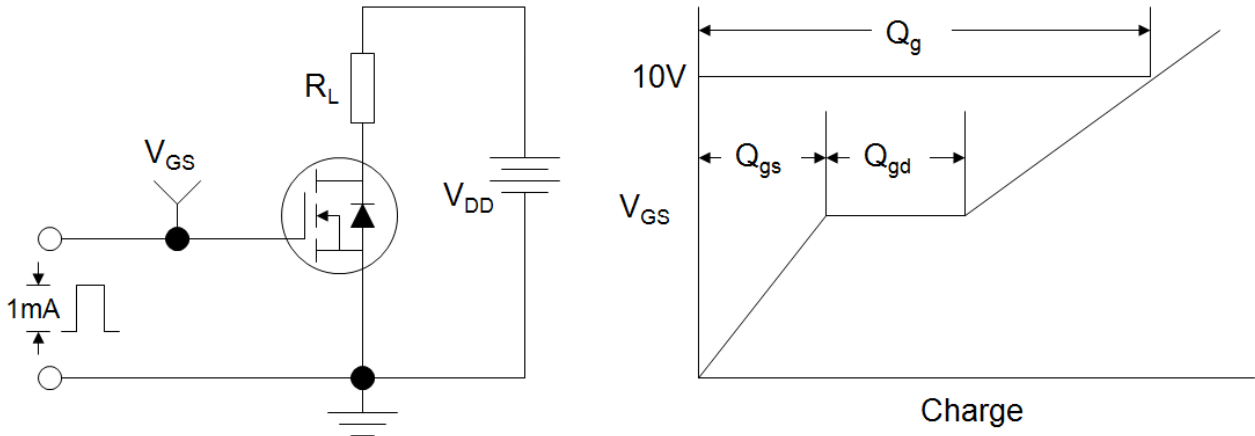 R_L
V_GS
V_DD
1mA
Q_g
10V
Q_gs
Q_gd
V_GS
Charge